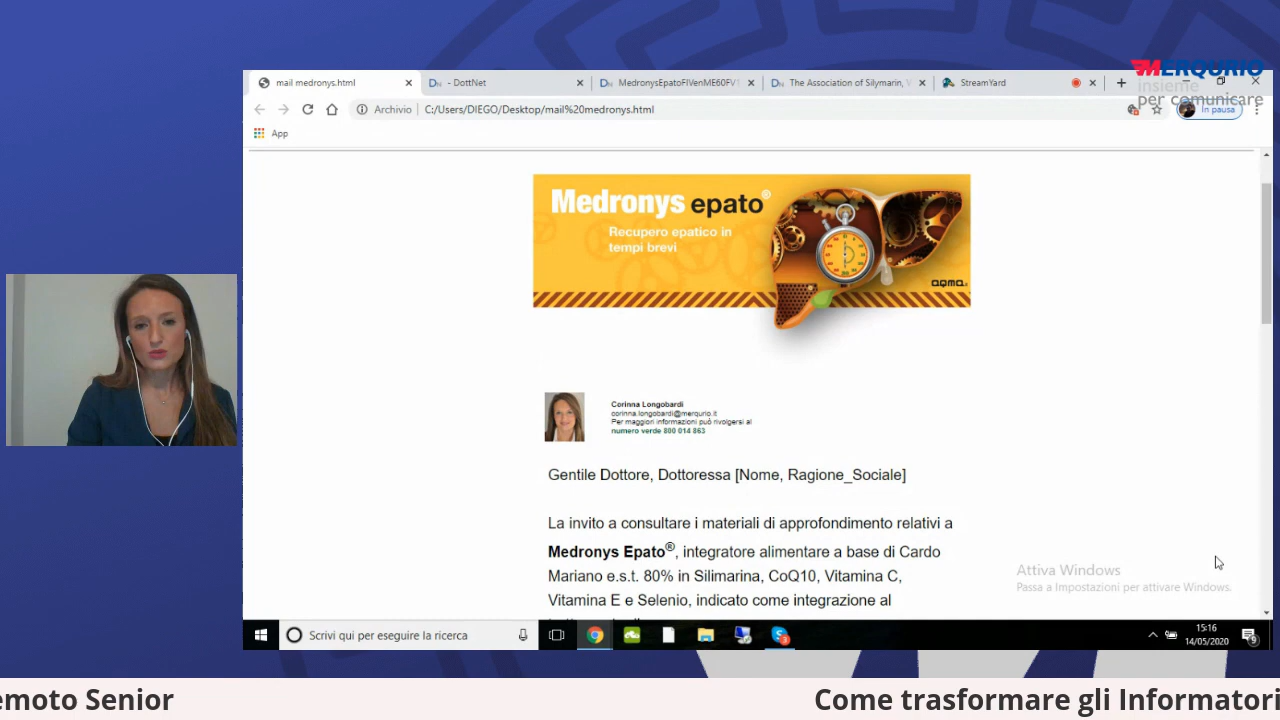 MERQURIO
insieme
per comunicare
mail medronys.html
- DottNet
MedronysEpatoFIVenME60FV1
The Association of Silymarin, V
StreamYard
Archivio
C:/Users/DIEGO/Desktop/mail%20medronys.html
In pausa
App
Medronys epato®
Recupero epatico in
tempi brevi
aqma
Corinna Longobardi
corinna.longobardi@merqurio.it
Per maggiori informazioni può rivolgersi al
numero verde 800 014 863
Gentile Dottore, Dottoressa [Nome, Ragione_Sociale]
La invito a consultare i materiali di approfondimento relativi a
Medronys Epato®, integratore alimentare a base di Cardo
Mariano e.s.t. 80% in Silimarina, CoQ10, Vitamina C,
Vitamina E e Selenio, indicato come integrazione al
Attiva Windows
Passa a Impostazioni per attivare Windows.
Scrivi qui per eseguire la ricerca
15:16
14/05/2020
emoto Senior
Come trasformare gli Informatori